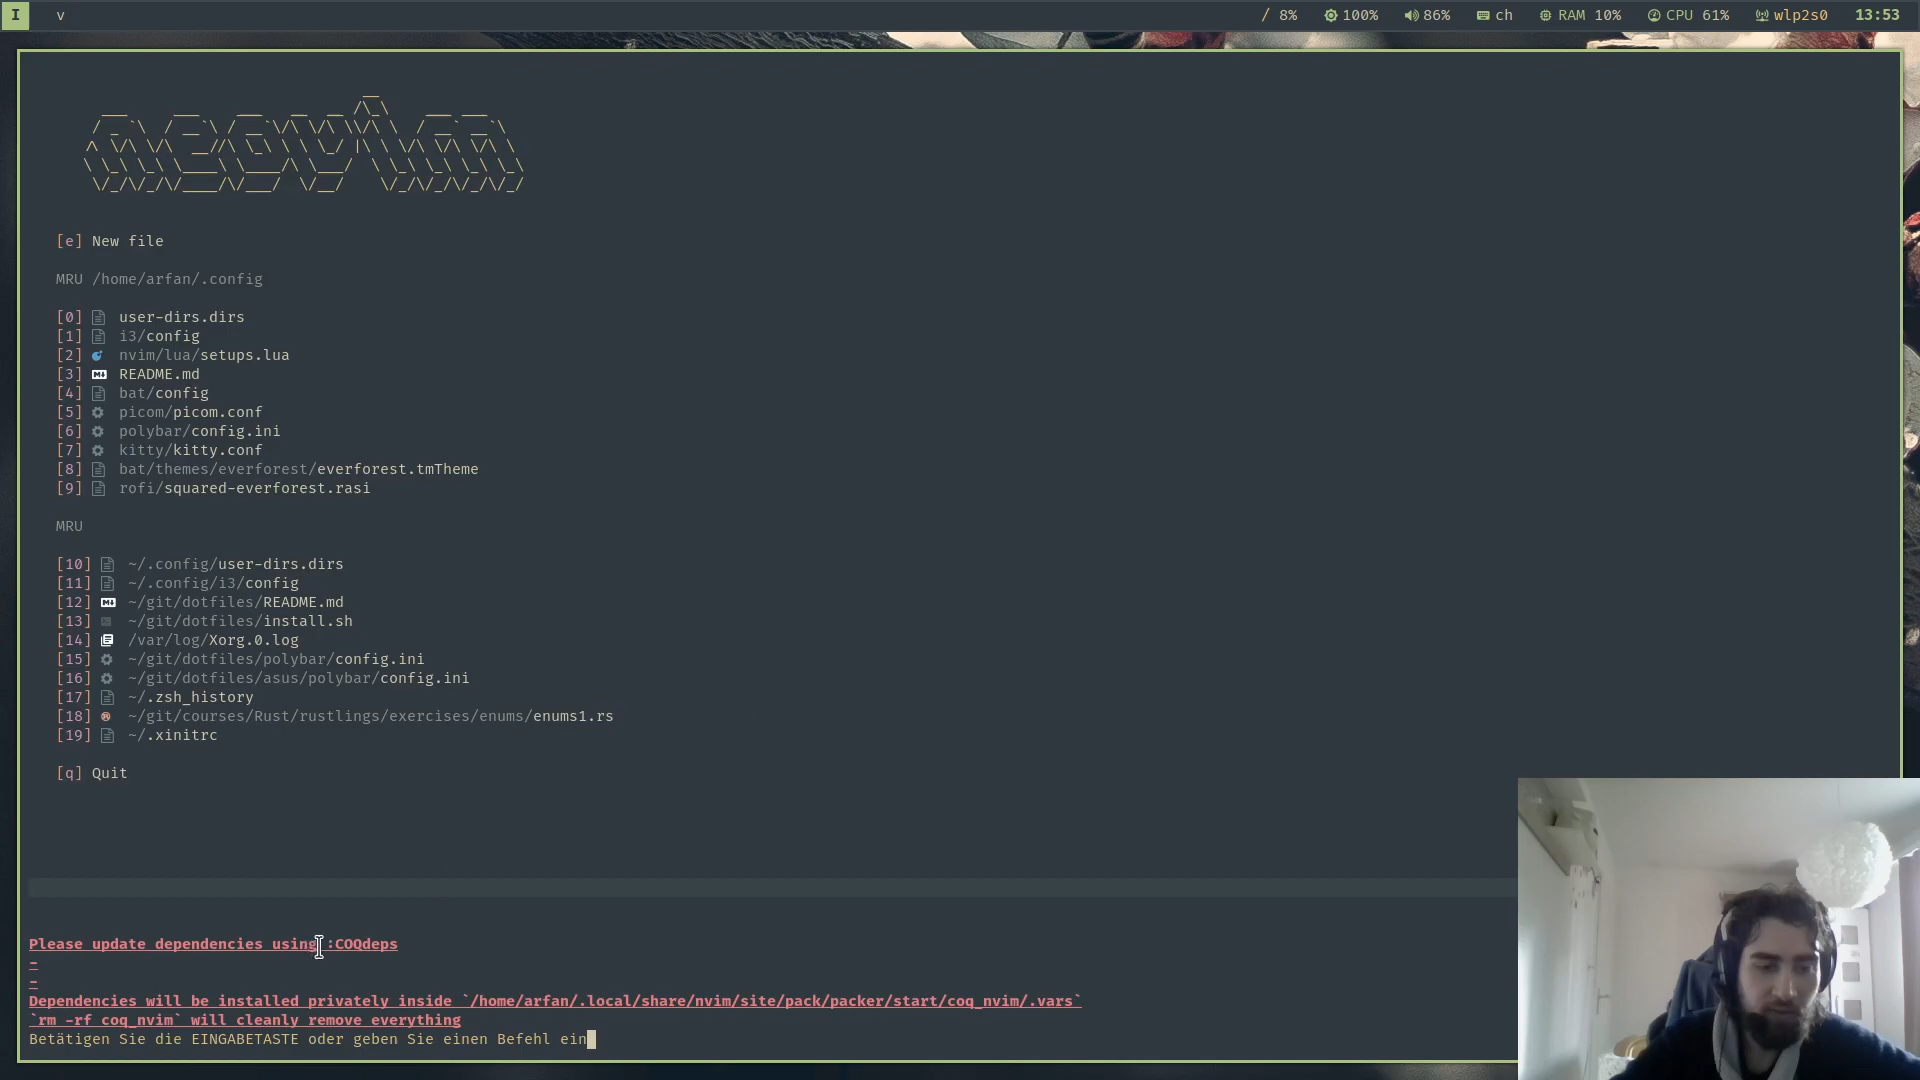 I v / 8% 100% 86% ch RAM 10% CPU 61% wlp2s0 13:53
neovim
[e] New file
MRU /home/arfan/.config
[0] user-dirs.dirs
[1] i3/config
[2] nvim/lua/setups.lua
[3] README.md
[4] bat/config
[5] picom/picom.conf
[6] polybar/config.ini
[7] kitty/kitty.conf
[8] bat/themes/everforest/everforest.tmTheme
[9] rofi/squared-everforest.rasi
MRU
[10] ~/.config/user-dirs.dirs
[11] ~/.config/i3/config
[12] ~/git/dotfiles/README.md
[13] ~/git/dotfiles/install.sh
[14] /var/log/Xorg.0.log
[15] ~/git/dotfiles/polybar/config.ini
[16] ~/git/dotfiles/asus/polybar/config.ini
[17] ~/.zsh_history
[18] ~/git/courses/Rust/rustlings/exercises/enums/enums1.rs
[19] ~/.xinitrc
[q] Quit
Please update dependencies using :COQdeps
-
-
Dependencies will be installed privately inside `/home/arfan/.local/share/nvim/site/pack/packer/start/coq_nvim/.vars`
`rm -rf coq_nvim` will cleanly remove everything
Betätigen Sie die EINGABETASTE oder geben Sie einen Befehl ein